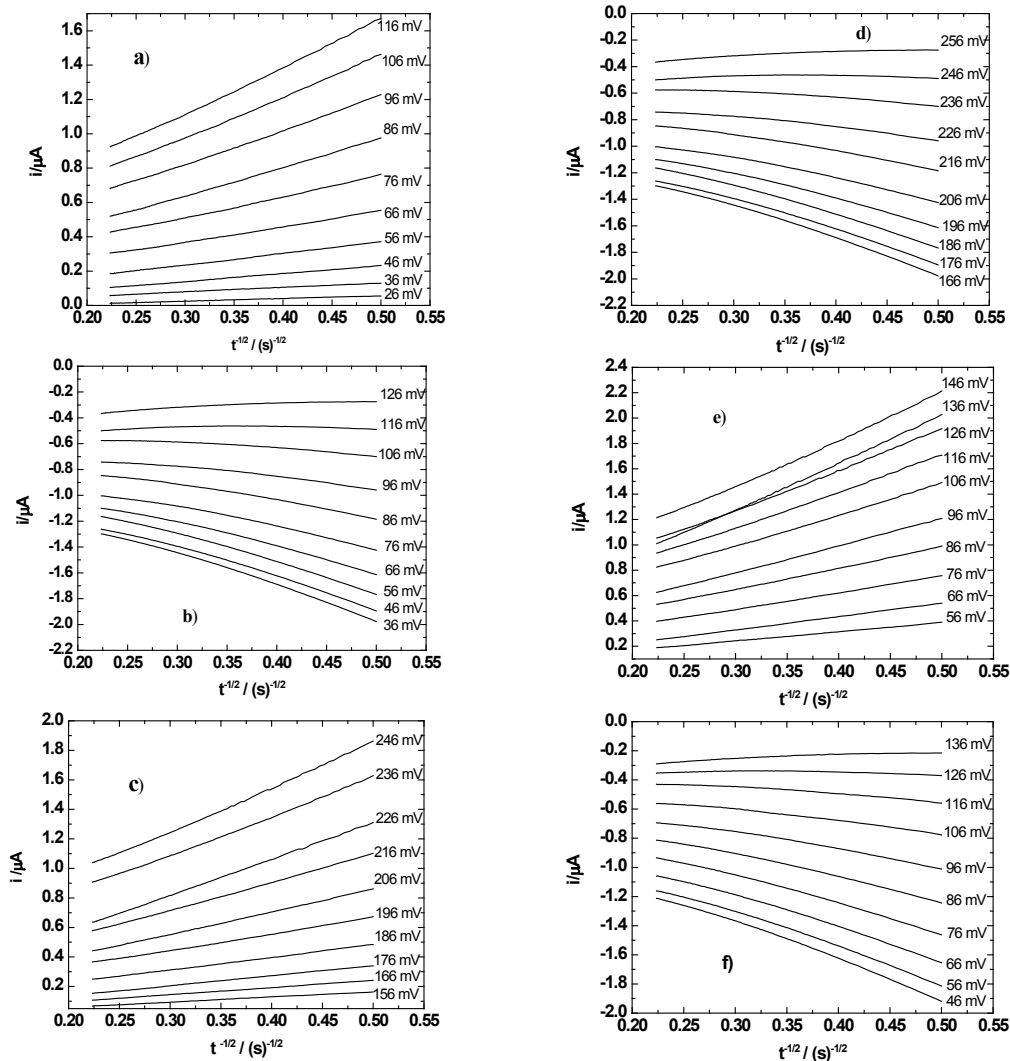 a)
i/μA
1.6
1.4
1.2
1.0
0.8
0.6
0.4
0.2
0.0
116 mV
106 mV
96 mV
86 mV
76 mV
66 mV
56 mV
46 mV
36 mV
26 mV
0.20 0.25 0.30 0.35 0.40 0.45 0.50 0.55
t-1/2 / (s)-1/2
b)
i/μA
0.0
-0.2
-0.4
-0.6
-0.8
-1.0
-1.2
-1.4
-1.6
-1.8
-2.0
-2.2
126 mV
116 mV
106 mV
96 mV
86 mV
76 mV
66 mV
56 mV
46 mV
36 mV
0.20 0.25 0.30 0.35 0.40 0.45 0.50 0.55
t-1/2 / (s)-1/2
c)
i/μA
2.0
1.8
1.6
1.4
1.2
1.0
0.8
0.6
0.4
0.2
246 mV
236 mV
226 mV
216 mV
206 mV
196 mV
186 mV
176 mV
166 mV
156 mV
0.20 0.25 0.30 0.35 0.40 0.45 0.50 0.55
t -1/2 / (s)-1/2
d)
i/μA
0.0
-0.2
-0.4
-0.6
-0.8
-1.0
-1.2
-1.4
-1.6
-1.8
-2.0
-2.2
256 mV
246 mV
236 mV
226 mV
216 mV
206 mV
196 mV
186 mV
176 mV
166 mV
0.20 0.25 0.30 0.35 0.40 0.45 0.50 0.55
t-1/2 / (s)-1/2
e)
i/μA
2.4
2.2
2.0
1.8
1.6
1.4
1.2
1.0
0.8
0.6
0.4
0.2
146 mV
136 mV
126 mV
116 mV
106 mV
96 mV
86 mV
76 mV
66 mV
56 mV
0.20 0.25 0.30 0.35 0.40 0.45 0.50 0.55
t-1/2 / (s)-1/2
f)
i/μA
0.0
-0.2
-0.4
-0.6
-0.8
-1.0
-1.2
-1.4
-1.6
-1.8
-2.0
136 mV
126 mV
116 mV
106 mV
96 mV
86 mV
76 mV
66 mV
56 mV
46 mV
0.20 0.25 0.30 0.35 0.40 0.45 0.50 0.55
t-1/2 / (s)-1/2